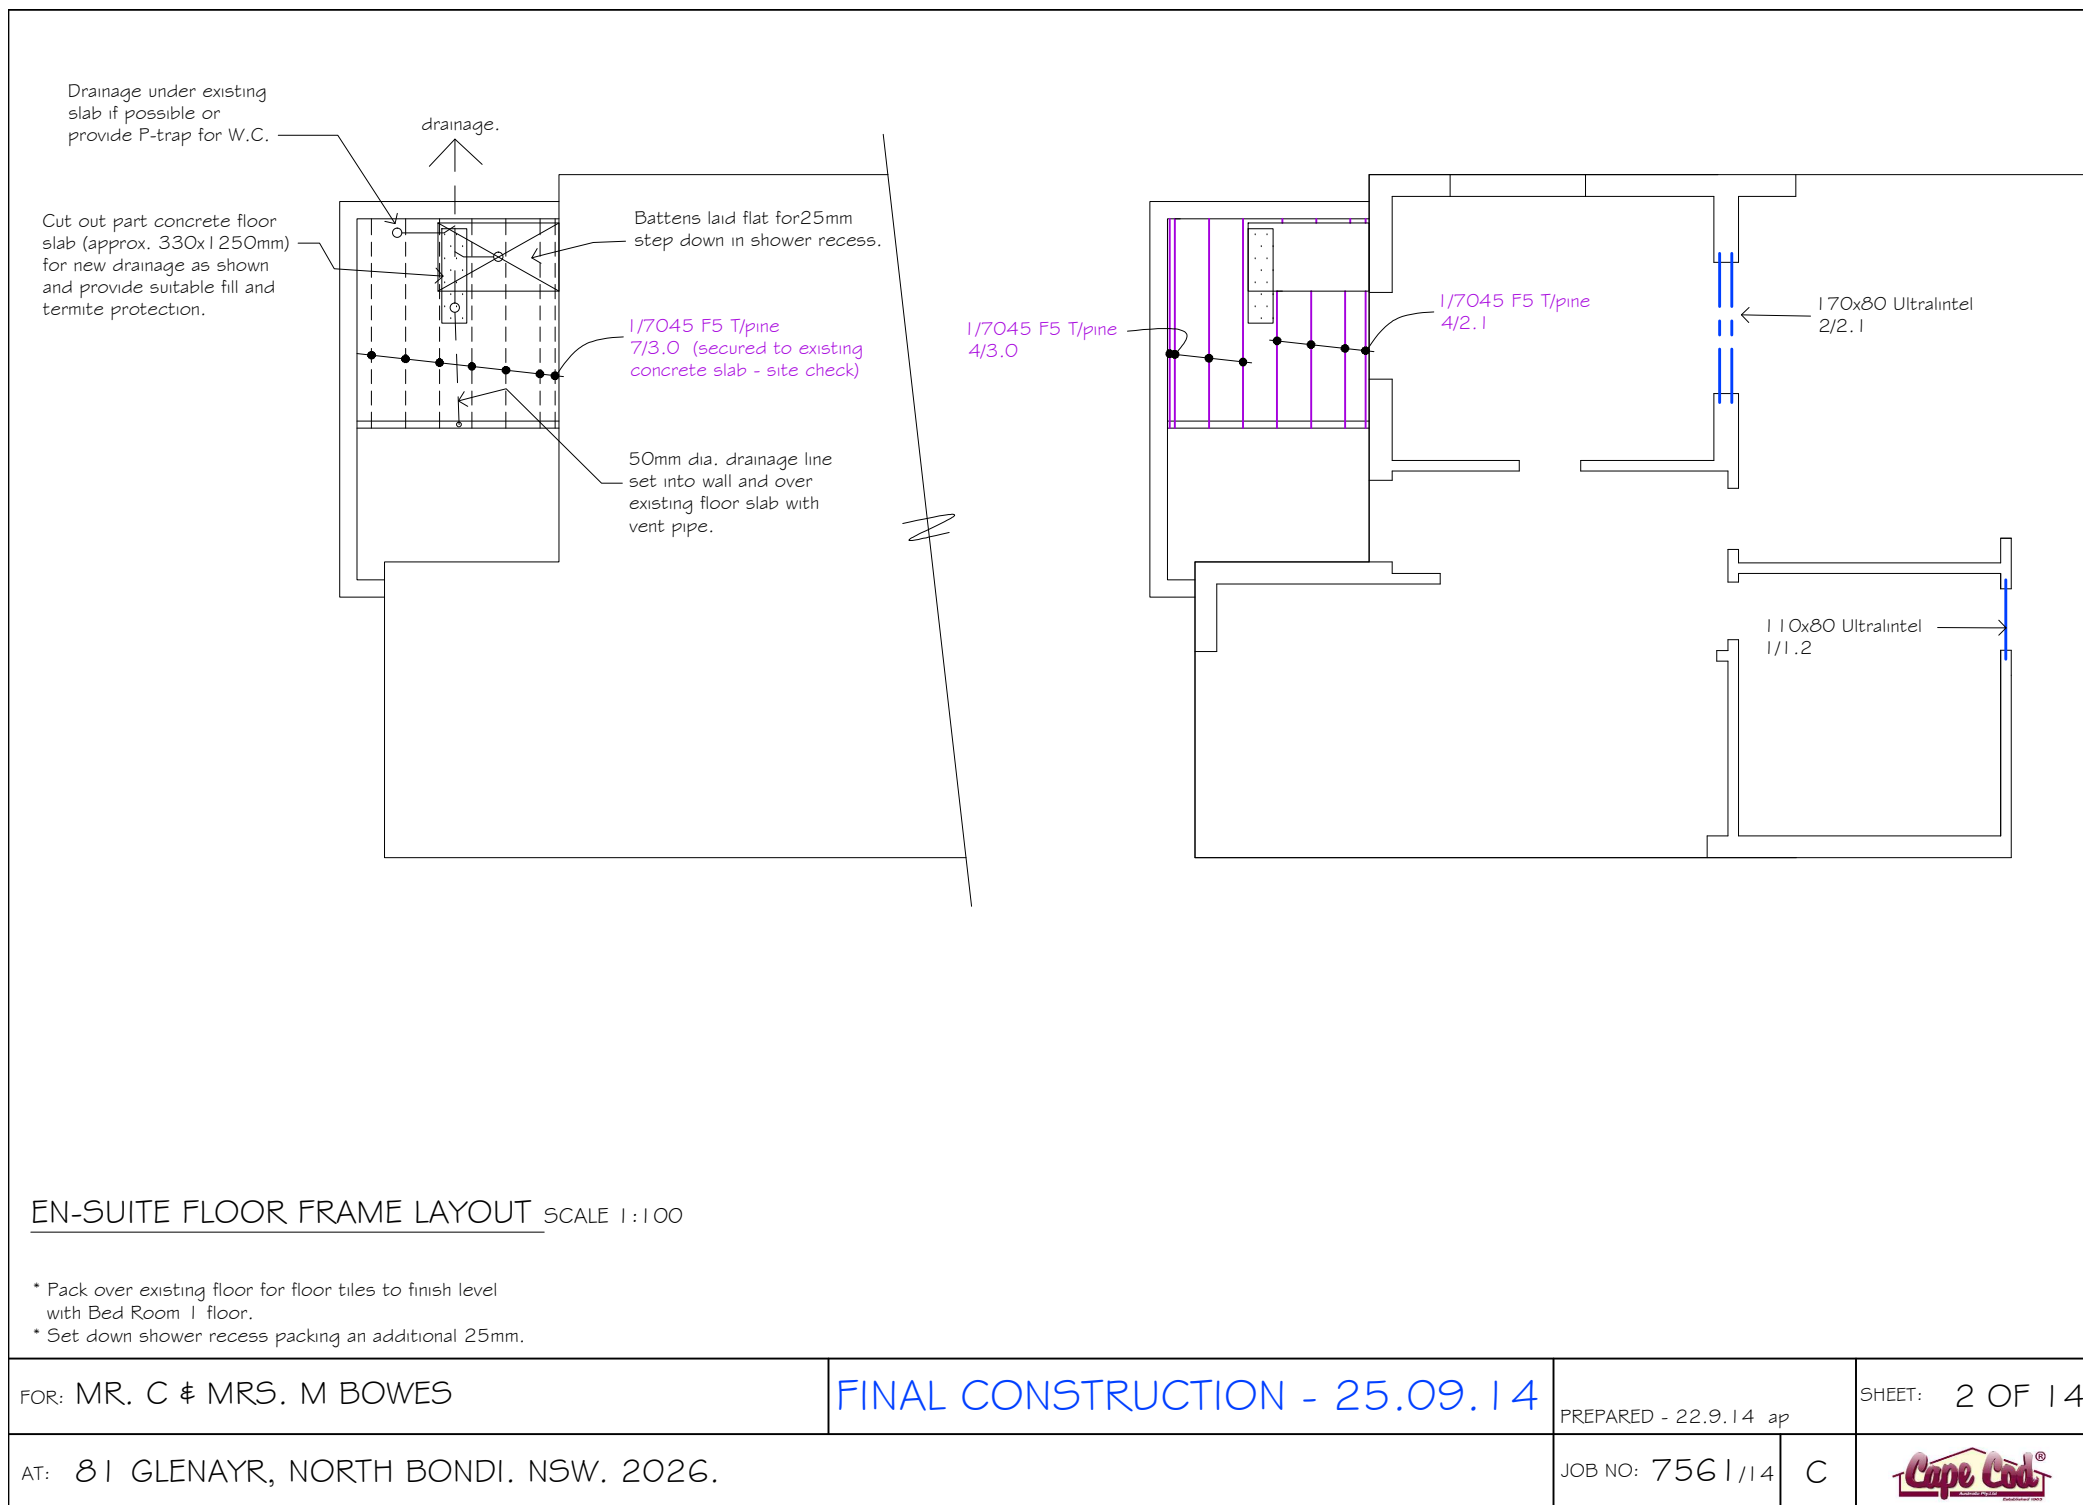 Drainage under existing
slab if possible or
provide P-trap for W.C.
drainage.
Cut out part concrete floor
slab (approx. 330x1250mm)
for new drainage as shown
and provide suitable fill and
termite protection.
Battens laid flat for25mm
step down in shower recess.
1/7045 F5 T/pine
7/3.0 (secured to existing
concrete slab - site check)
50mm dia. drainage line
set into wall and over
existing floor slab with
vent pipe.
1/7045 F5 T/pine
4/3.0
1/7045 F5 T/pine
4/2.1
170x80 Ultralintel
2/2.1
110x80 Ultralintel
1/1.2
EN-SUITE FLOOR FRAME LAYOUT SCALE 1:100
* Pack over existing floor for floor tiles to finish level
with Bed Room 1 floor.
* Set down shower recess packing an additional 25mm.
FOR: MR. C & MRS. M BOWES
FINAL CONSTRUCTION - 25.09.14
PREPARED - 22.9.14 ap
SHEET: 2 OF 14
AT: 81 GLENAYR, NORTH BONDI. NSW. 2026.
JOB NO: 7561/14 C
Cape Cod®
Australia Pty Ltd
Established 1965